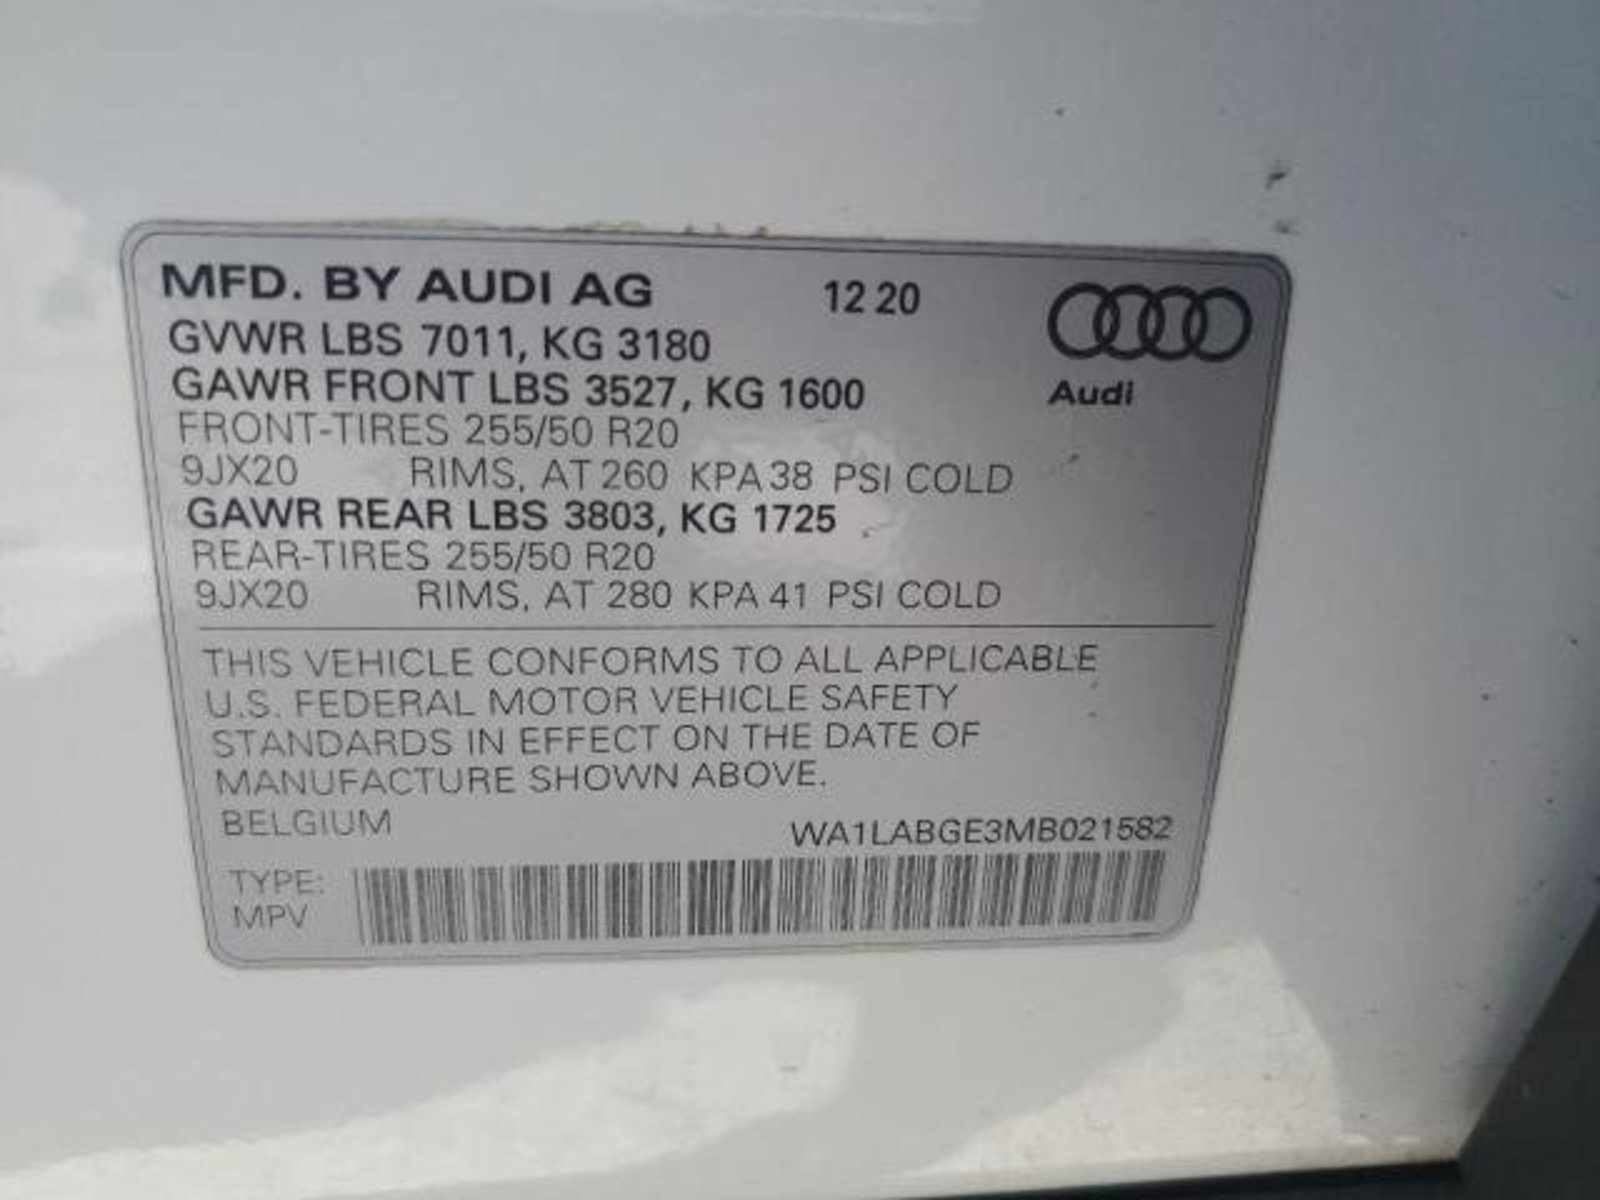 MFD. BY AUDI AG 12 20
GVWR LBS 7011, KG 3180
GAWR FRONT LBS 3527, KG 1600
Audi
FRONT-TIRES 255/50 R20
9JX20 RIMS, AT 260 KPA 38 PSI COLD
GAWR REAR LBS 3803, KG 1725
REAR-TIRES 255/50 R20
9JX20 RIMS, AT 280 KPA 41 PSI COLD
THIS VEHICLE CONFORMS TO ALL APPLICABLE
U.S. FEDERAL MOTOR VEHICLE SAFETY
STANDARDS IN EFFECT ON THE DATE OF
MANUFACTURE SHOWN ABOVE.
BELGIUM WA1LABGE3MB021582
TYPE:
MPV